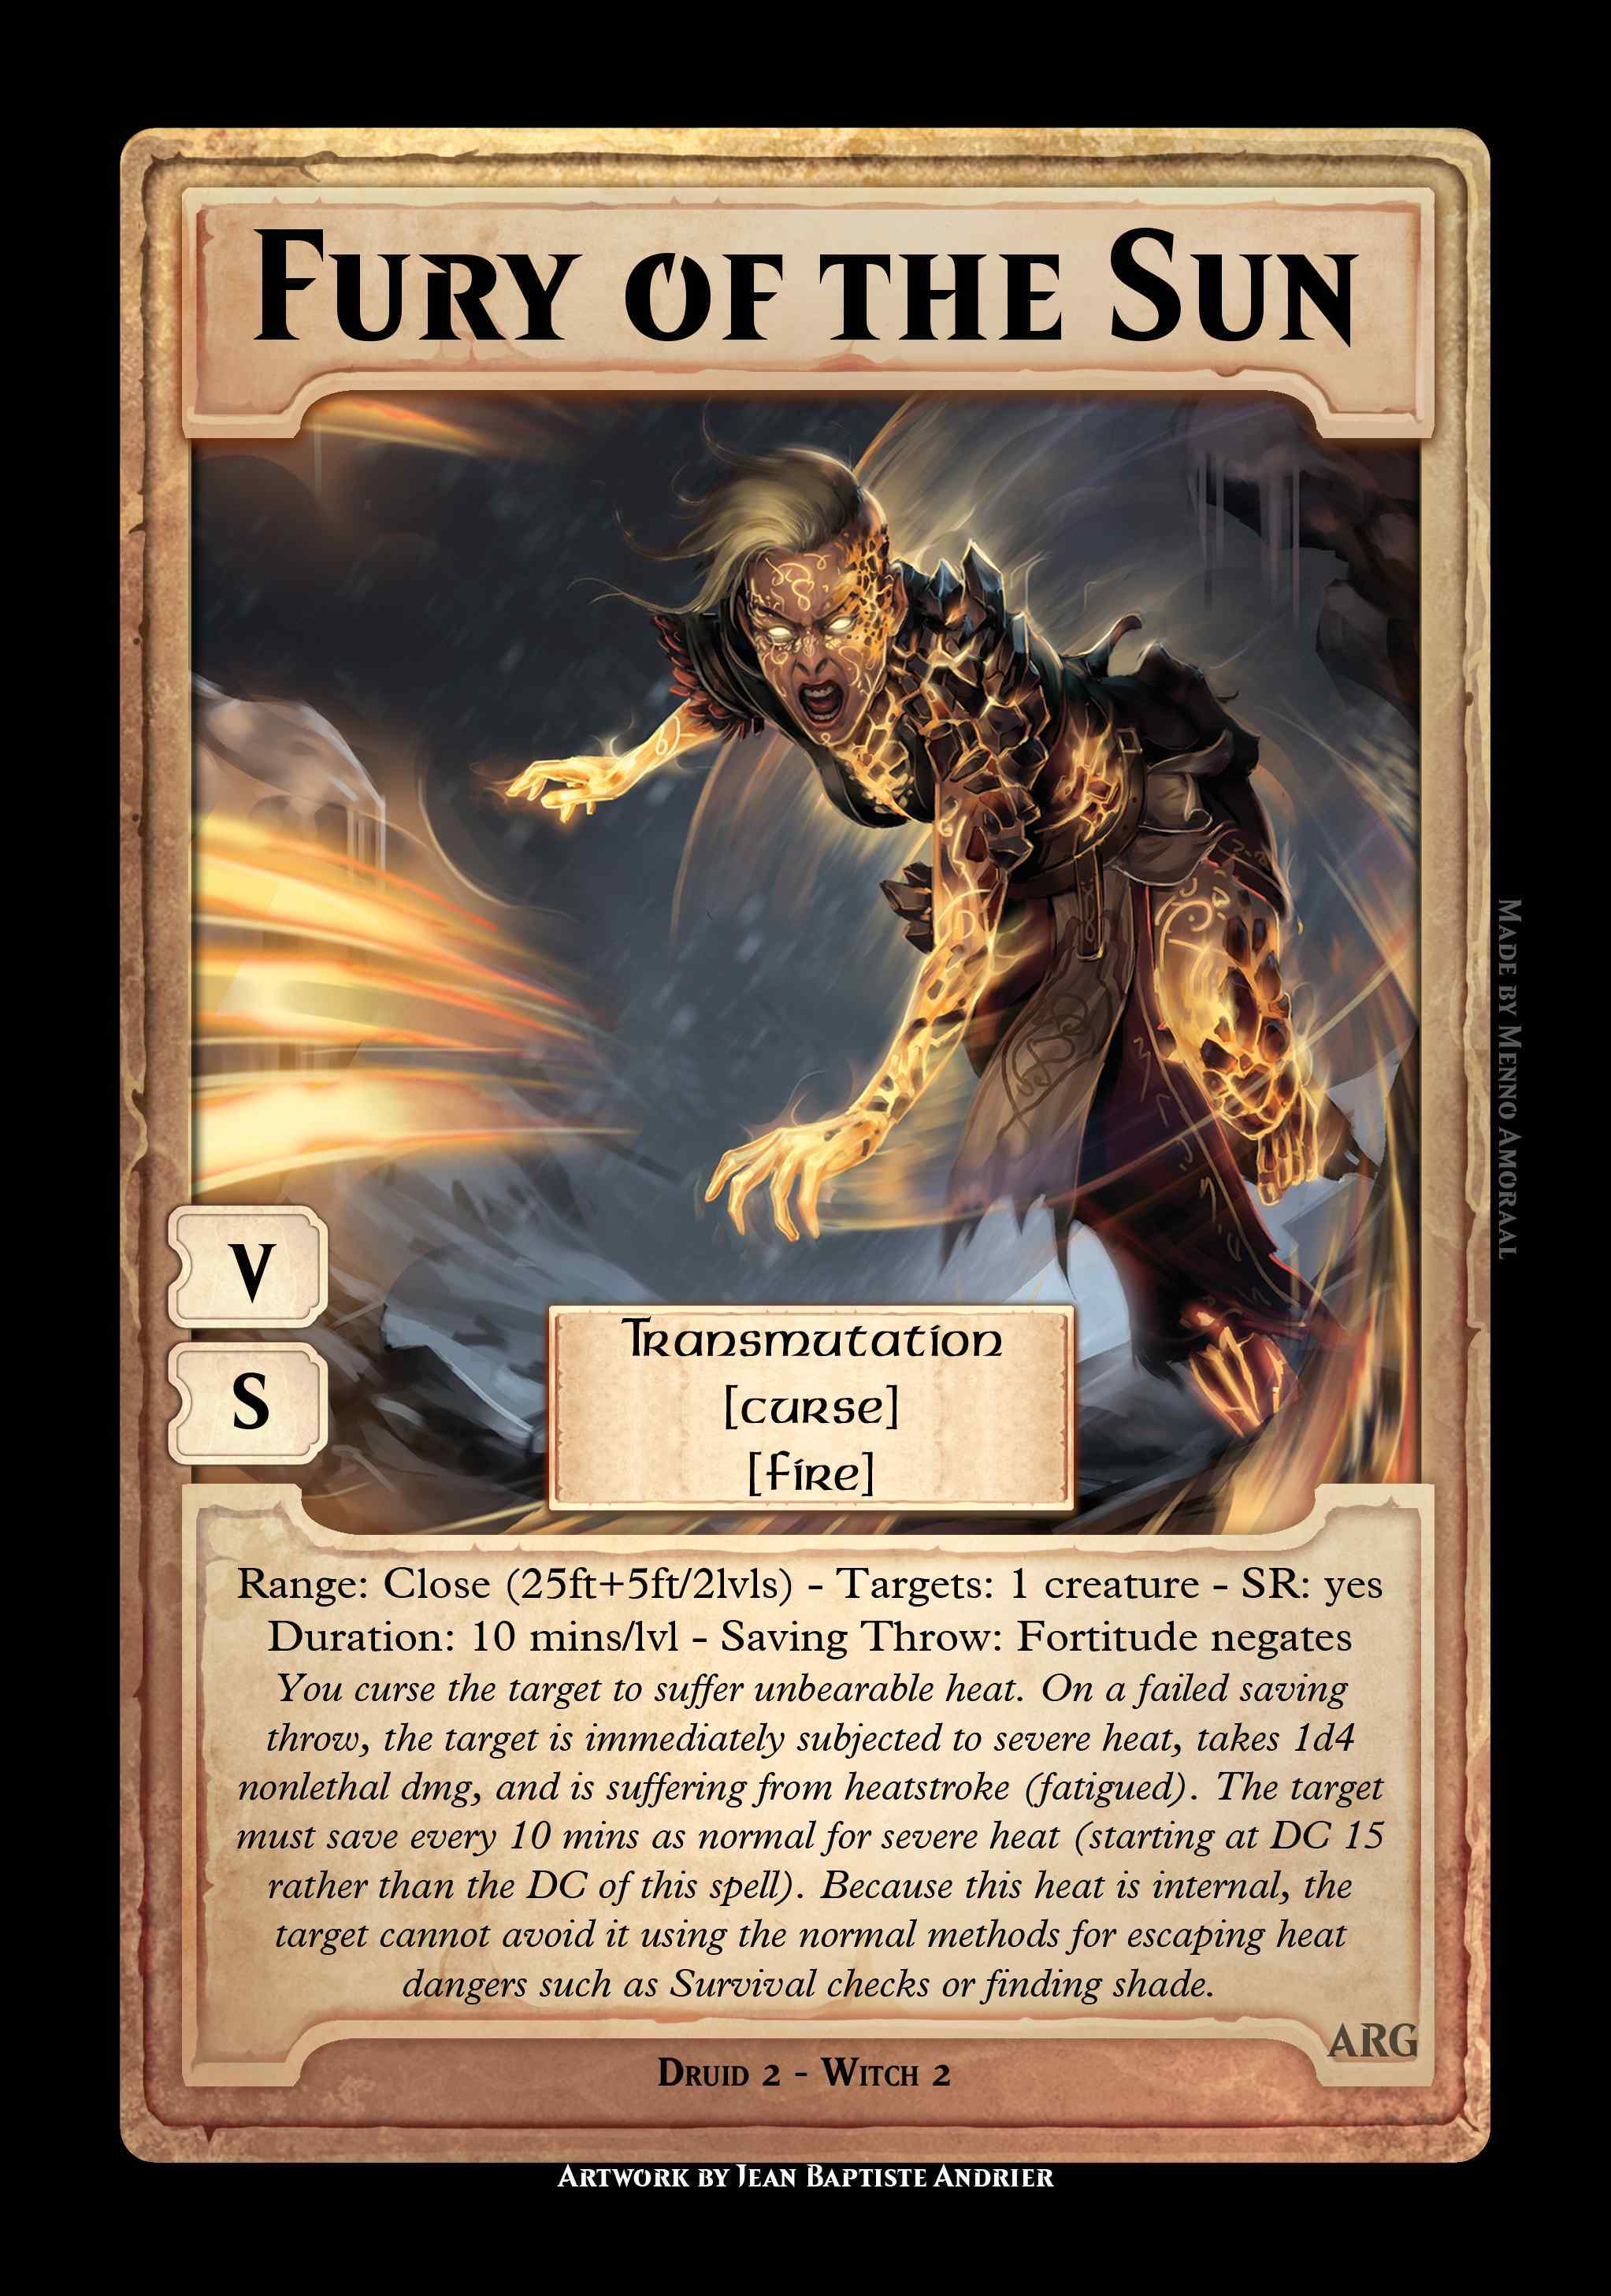 Fury of the Sun
V
S
Transmutation
[curse]
[fire]
Range: Close (25ft+5ft/2lvls) - Targets: 1 creature - SR: yes
Duration: 10 mins/lvl - Saving Throw: Fortitude negates
You curse the target to suffer unbearable heat. On a failed saving
throw, the target is immediately subjected to severe heat, takes 1d4
nonlethal dmg, and is suffering from heatstroke (fatigued). The target
must save every 10 mins as normal for severe heat (starting at DC 15
rather than the DC of this spell). Because this heat is internal, the
target cannot avoid it using the normal methods for escaping heat
dangers such as Survival checks or finding shade.
ARG
Druid 2 - Witch 2
Artwork by Jean Baptiste Andrier
Made by Menno Amoraal